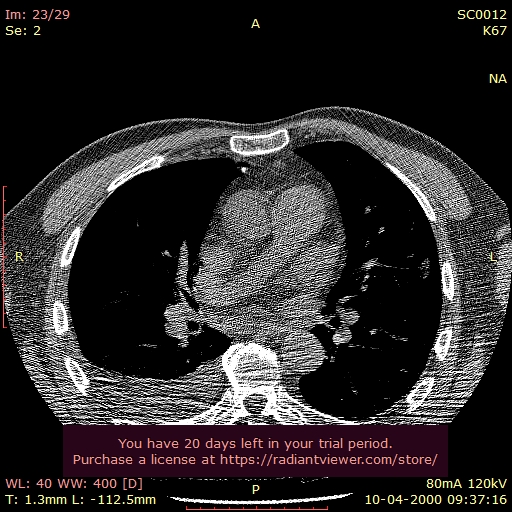 Im: 23/29
Se: 2
A
SC0012
K67
NA
R
L
You have 20 days left in your trial period.
Purchase a license at https://radiantviewer.com/store/
WL: 40 WW: 400 [D]
T: 1.3mm L: -112.5mm
P
80mA 120kV
10-04-2000 09:37:16